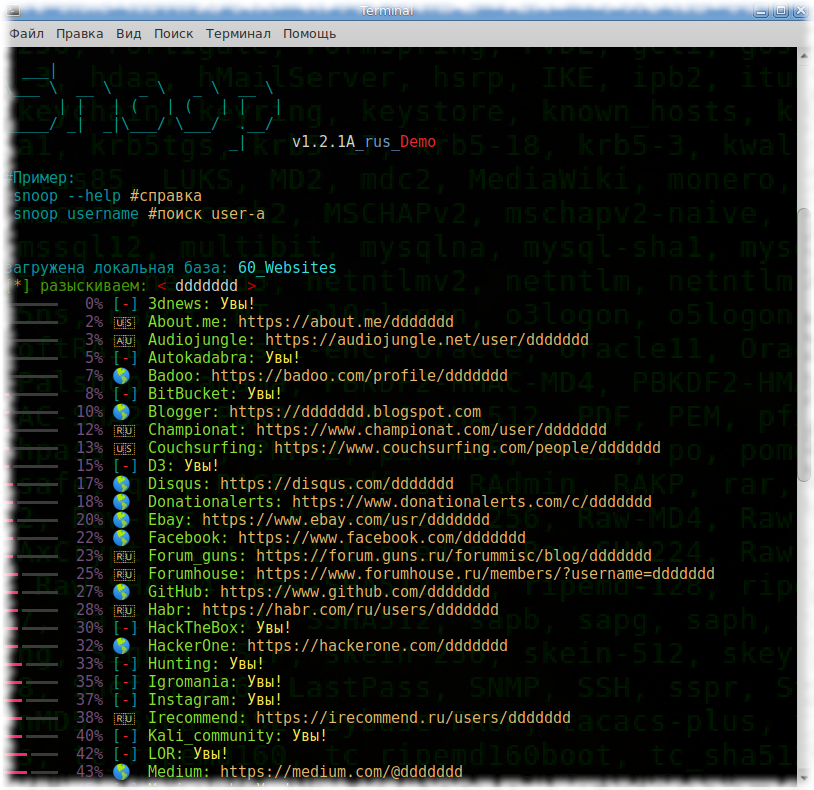 Terminal
Файл Правка Вид Поиск Терминал Помощь
v1.2.1A_rus_Demo
#Пример:
snoop --help #справка
snoop username #поиск user-а
загружена локальная база: 60_Websites
[*] разыскиваем: < ddddddd >
0% [-] 3dnews: Увы!
2% US About.me: https://about.me/ddddddd
3% AU Audiojungle: https://audiojungle.net/user/ddddddd
5% [-] Autokadabra: Увы!
7% 🌎 Badoo: https://badoo.com/profile/ddddddd
8% [-] BitBucket: Увы!
10% 🌎 Blogger: https://ddddddd.blogspot.com
12% RU Championat: https://www.championat.com/user/ddddddd
13% US Couchsurfing: https://www.couchsurfing.com/people/ddddddd
15% [-] D3: Увы!
17% 🌎 Disqus: https://disqus.com/ddddddd
18% 🌎 Donationalerts: https://www.donationalerts.com/c/ddddddd
20% 🌎 Ebay: https://www.ebay.com/usr/ddddddd
22% 🌎 Facebook: https://www.facebook.com/ddddddd
23% RU Forum_guns: https://forum.guns.ru/forummisc/blog/ddddddd
25% RU Forumhouse: https://www.forumhouse.ru/members/?username=ddddddd
27% 🌎 GitHub: https://www.github.com/ddddddd
28% RU Habr: https://habr.com/ru/users/ddddddd
30% [-] HackTheBox: Увы!
32% 🌎 HackerOne: https://hackerone.com/ddddddd
33% [-] Hunting: Увы!
35% [-] Igromania: Увы!
37% [-] Instagram: Увы!
38% RU Irecommend: https://irecommend.ru/users/ddddddd
40% [-] Kali_community: Увы!
42% [-] LOR: Увы!
43% 🌎 Medium: https://medium.com/@ddddddd